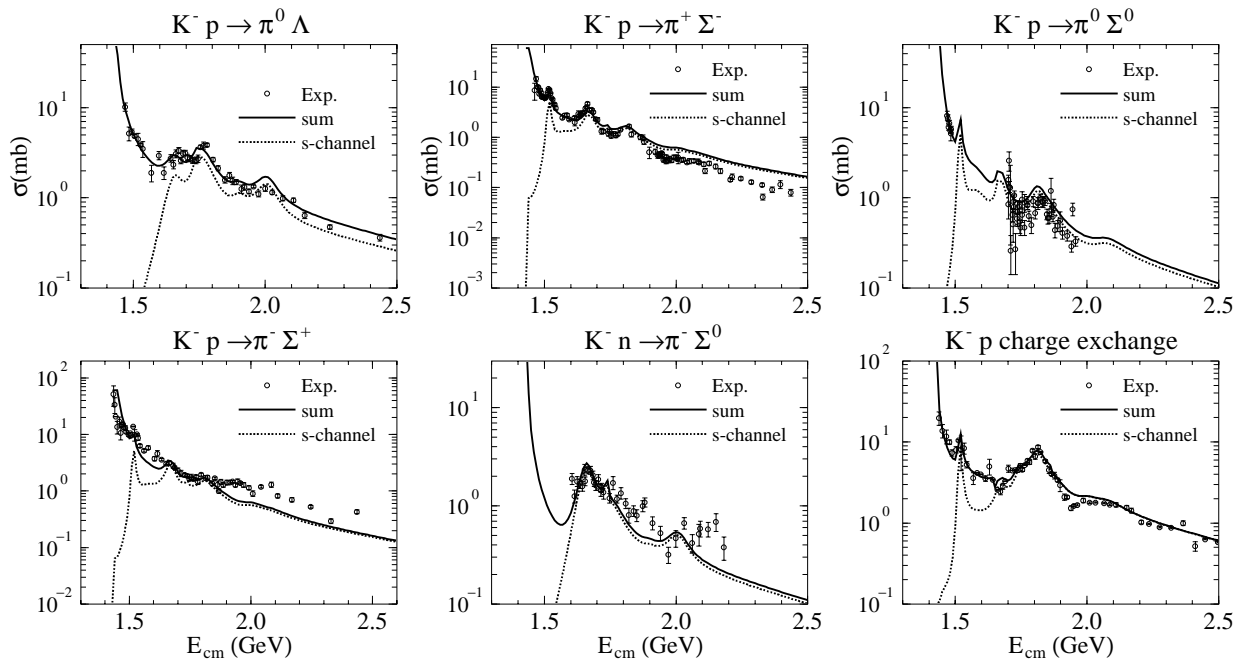 K⁻ p → π⁰ Λ
σ(mb)
10¹
10⁰
10⁻¹
Exp.
sum
s-channel
1.5
2.0
2.5
K⁻ p → π⁺ Σ⁻
σ(mb)
10¹
10⁰
10⁻¹
10⁻²
10⁻³
Exp.
sum
s-channel
1.5
2.0
2.5
K⁻ p → π⁰ Σ⁰
σ(mb)
10¹
10⁰
10⁻¹
Exp.
sum
s-channel
1.5
2.0
2.5
K⁻ p → π⁻ Σ⁺
σ(mb)
10²
10¹
10⁰
10⁻¹
10⁻²
Exp.
sum
s-channel
1.5
2.0
2.5
E_cm (GeV)
K⁻ n → π⁻ Σ⁰
σ(mb)
10¹
10⁰
10⁻¹
Exp.
sum
s-channel
1.5
2.0
2.5
E_cm (GeV)
K⁻ p charge exchange
σ(mb)
10²
10¹
10⁰
10⁻¹
Exp.
sum
s-channel
1.5
2.0
2.5
E_cm (GeV)